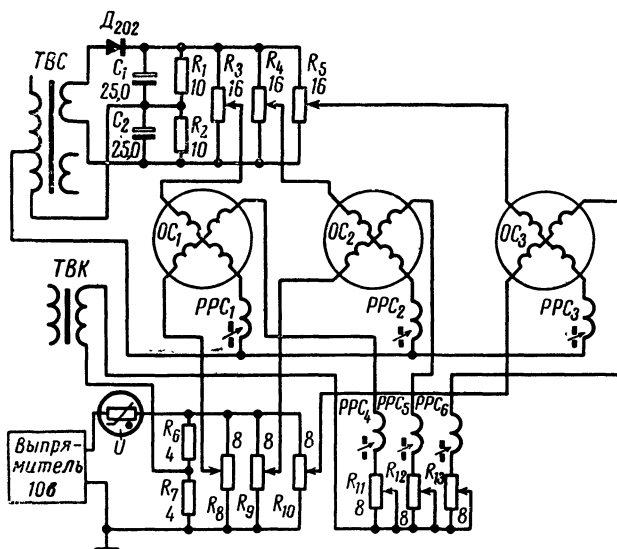 Д202
ТВС
C1
25,0
C2
25,0
R1
10
R2
10
R3
16
R4
16
R5
16
ОС1
ОС2
ОС3
ТВК
РРС1
РРС2
РРС3
РРС4
РРС5
РРС6
Выпря-
митель
10в
R6
4
R7
4
8
R8
8
R9
8
R10
R11
8
R12
8
R13
8